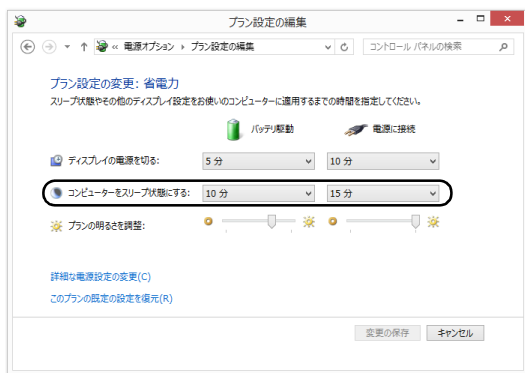 プラン設定の編集
« 電源オプション ▸ プラン設定の編集
コントロール パネルの検索
プラン設定の変更: 省電力
スリープ状態やその他のディスプレイ設定をお使いのコンピューターに適用するまでの時間を指定してください。
バッテリ駆動 電源に接続
ディスプレイの電源を切る: 5 分 10 分
コンピューターをスリープ状態にする: 10 分 15 分
プランの明るさを調整:
詳細な電源設定の変更(C)
このプランの既定の設定を復元(R)
変更の保存 キャンセル